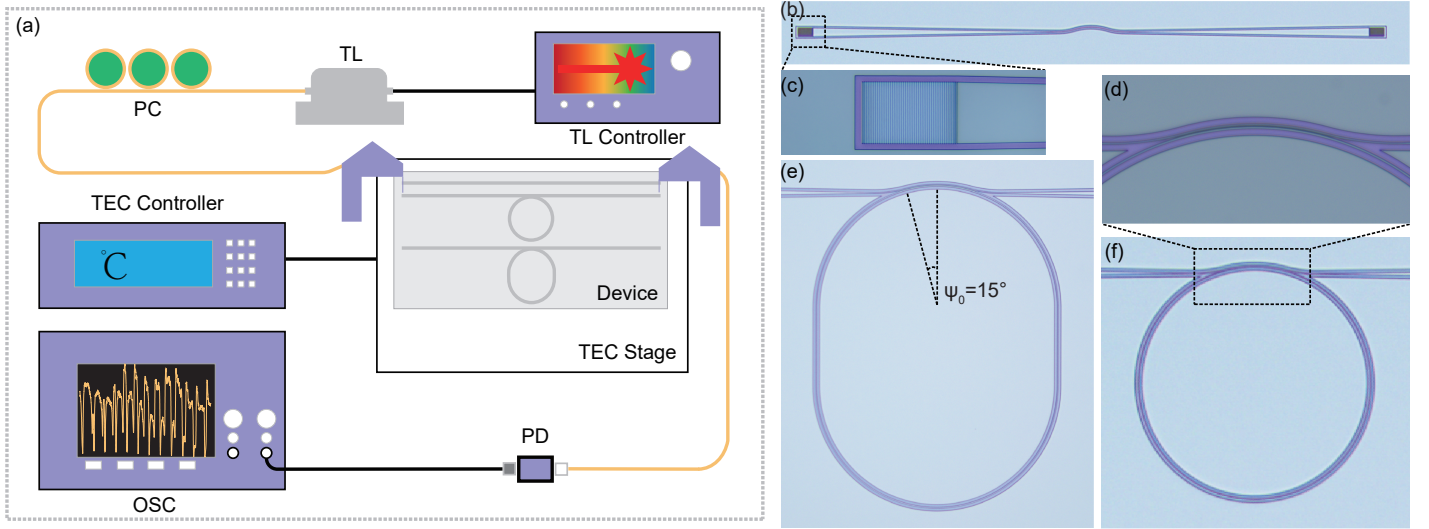 (a)
TL
PC
TL Controller
TEC Controller
℃
Device
TEC Stage
PD
OSC
(b)
(c)
(d)
(e)
ψ₀=15°
(f)